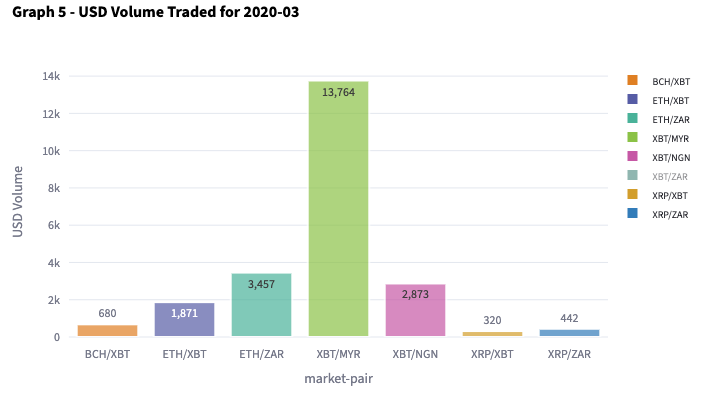 Graph 5 - USD Volume Traded for 2020-03
14k
12k
10k
8k
6k
4k
2k
0
USD Volume
680
1,871
3,457
13,764
2,873
320
442
BCH/XBT
ETH/XBT
ETH/ZAR
XBT/MYR
XBT/NGN
XRP/XBT
XRP/ZAR
market-pair
BCH/XBT
ETH/XBT
ETH/ZAR
XBT/MYR
XBT/NGN
XBT/ZAR
XRP/XBT
XRP/ZAR